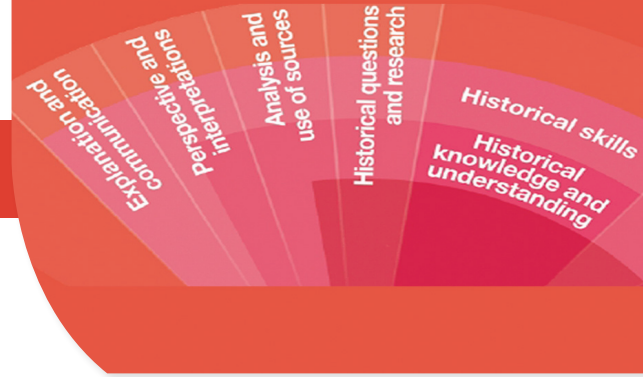 Explanation and
communication
Perspective and
interpretations
Analysis and
use of sources
Historical questions
and research
Historical skills
Historical
knowledge and
understanding